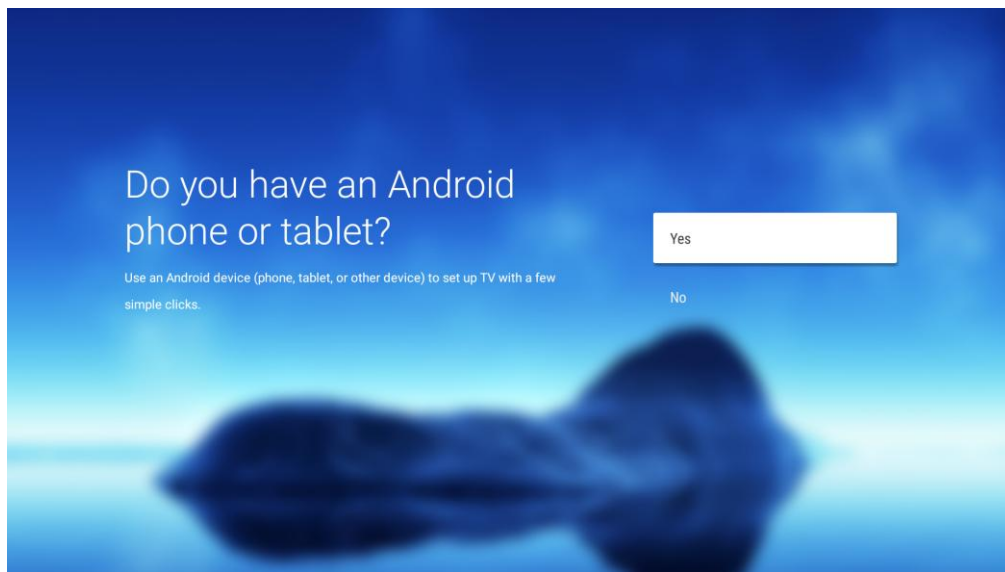 Do you have an Android
phone or tablet?
Use an Android device (phone, tablet, or other device) to set up TV with a few
simple clicks.
Yes
No